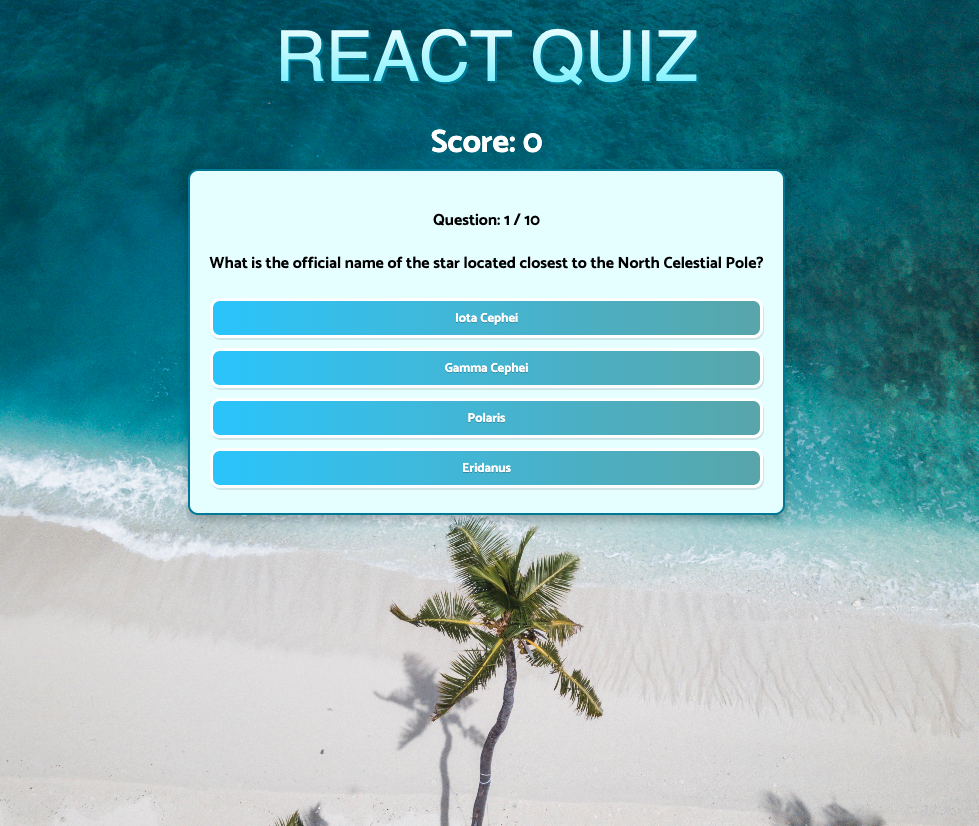 REACT QUIZ
Score: 0
Question: 1 / 10
What is the official name of the star located closest to the North Celestial Pole?
Iota Cephei
Gamma Cephei
Polaris
Eridanus